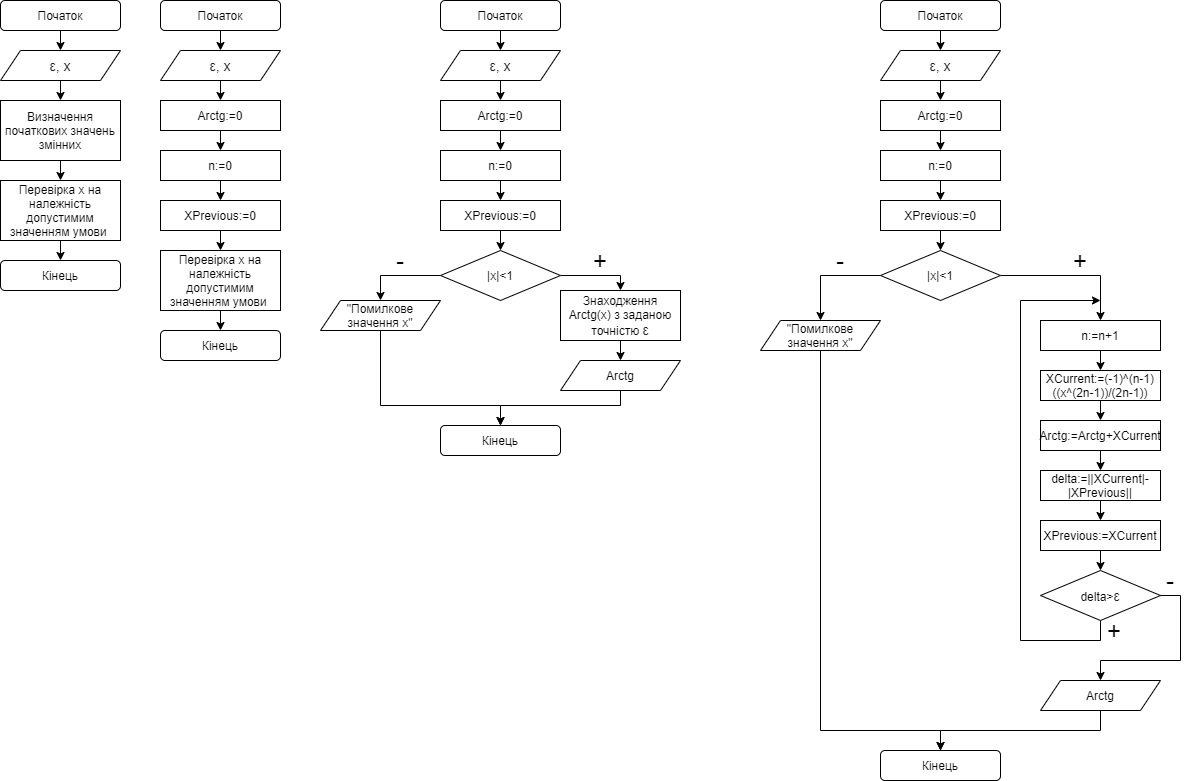 Початок
ε, x
Визначення
початкових значень
змінних
Перевірка x на
належність
допустимим
значенням умови
Кінець
Початок
ε, x
Arctg:=0
n:=0
XPrevious:=0
Перевірка x на
належність
допустимим
значенням умови
Кінець
Початок
ε, x
Arctg:=0
n:=0
XPrevious:=0
|x|<1
-
+
"Помилкове
значення x"
Знаходження
Arctg(x) з заданою
точністю ε
Arctg
Кінець
Початок
ε, x
Arctg:=0
n:=0
XPrevious:=0
|x|<1
-
+
"Помилкове
значення x"
n:=n+1
XCurrent:=(-1)^(n-1)
((x^(2n-1))/(2n-1))
Arctg:=Arctg+XCurrent
delta:=||XCurrent|-
|XPrevious||
XPrevious:=XCurrent
delta>ε
-
+
Arctg
Кінець